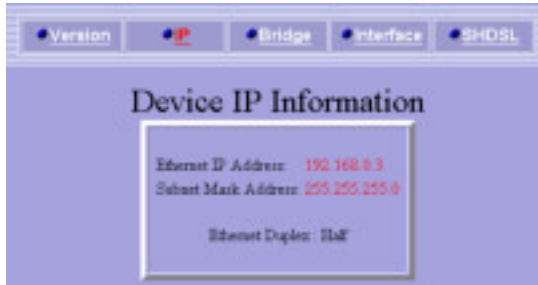 Version IP Bridge Interface SHDSL
Device IP Information
Ethernet IP Address: 192.168.0.3
Subnet Mask Address: 255.255.255.0
Ethernet Duplex : Half